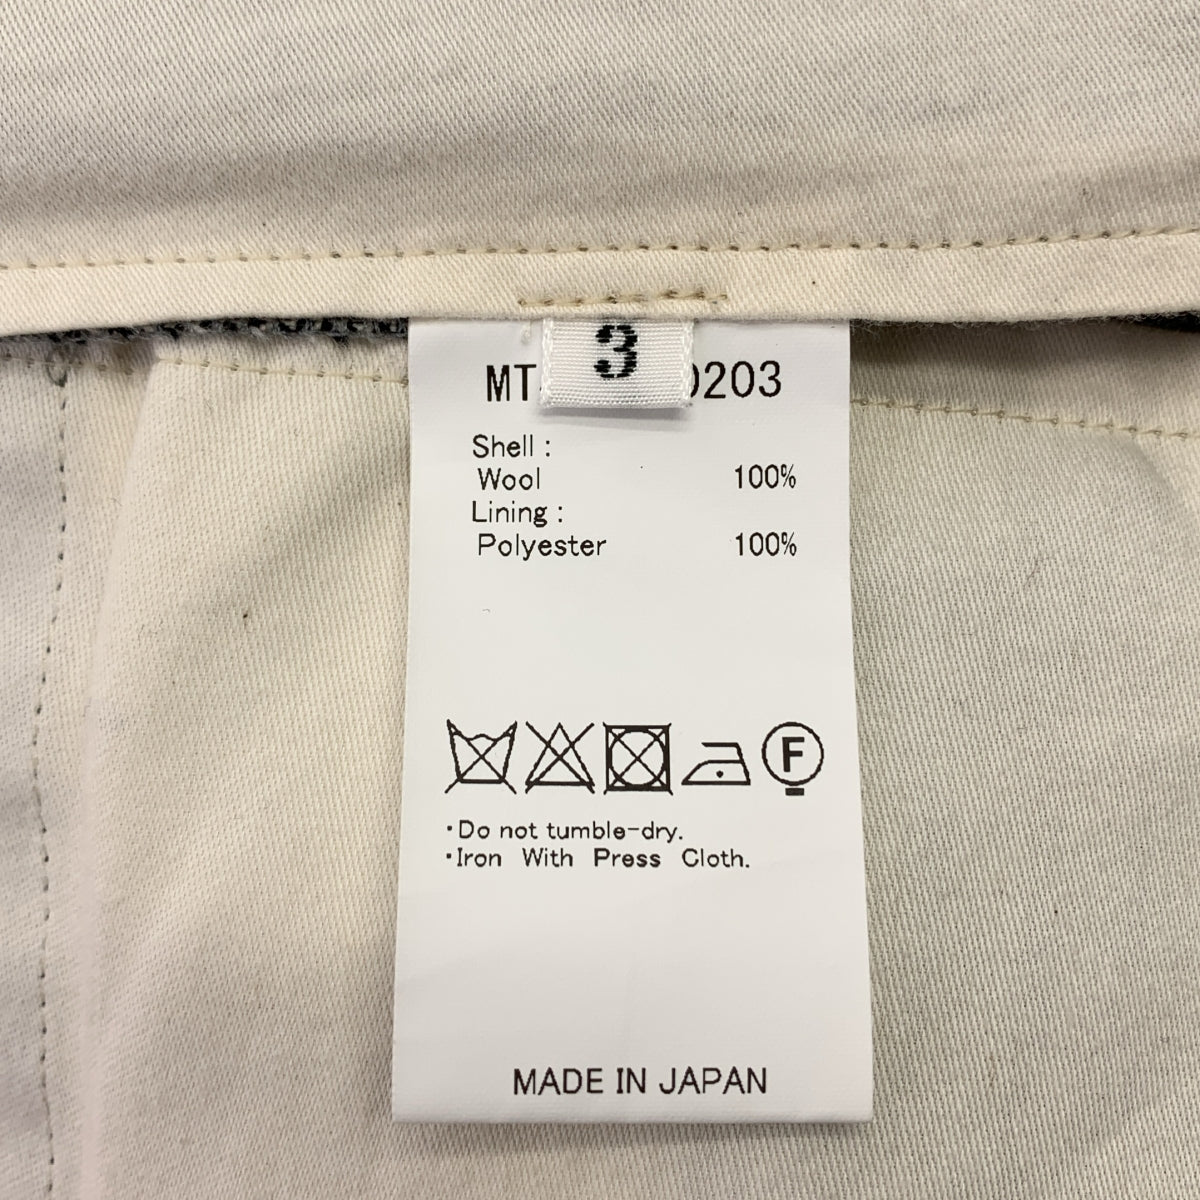 3
MT
0203
Shell :
Wool 100%
Lining :
Polyester 100%
F
・Do not tumble-dry.
・Iron With Press Cloth.
MADE IN JAPAN